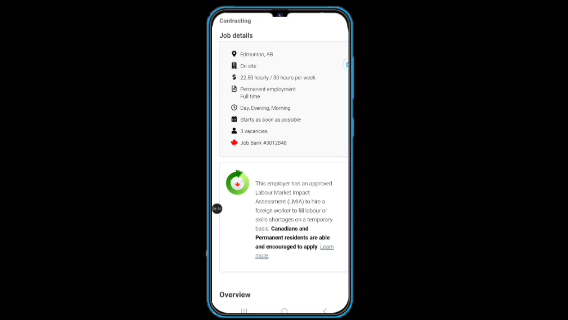 Contracting
Job details
Edmonton, AB
On site
22.50 hourly / 30 hours per week
Permanent employment
Full time
Day, Evening, Morning
Starts as soon as possible
3 vacancies
This employer has an approved
Labour Market Impact
Assessment (LMIA) to hire a
foreign worker to fill labour or
skills shortages on a temporary
basis. Canadians and
Permanent residents are able
and encouraged to apply. Learn
more.
Overview